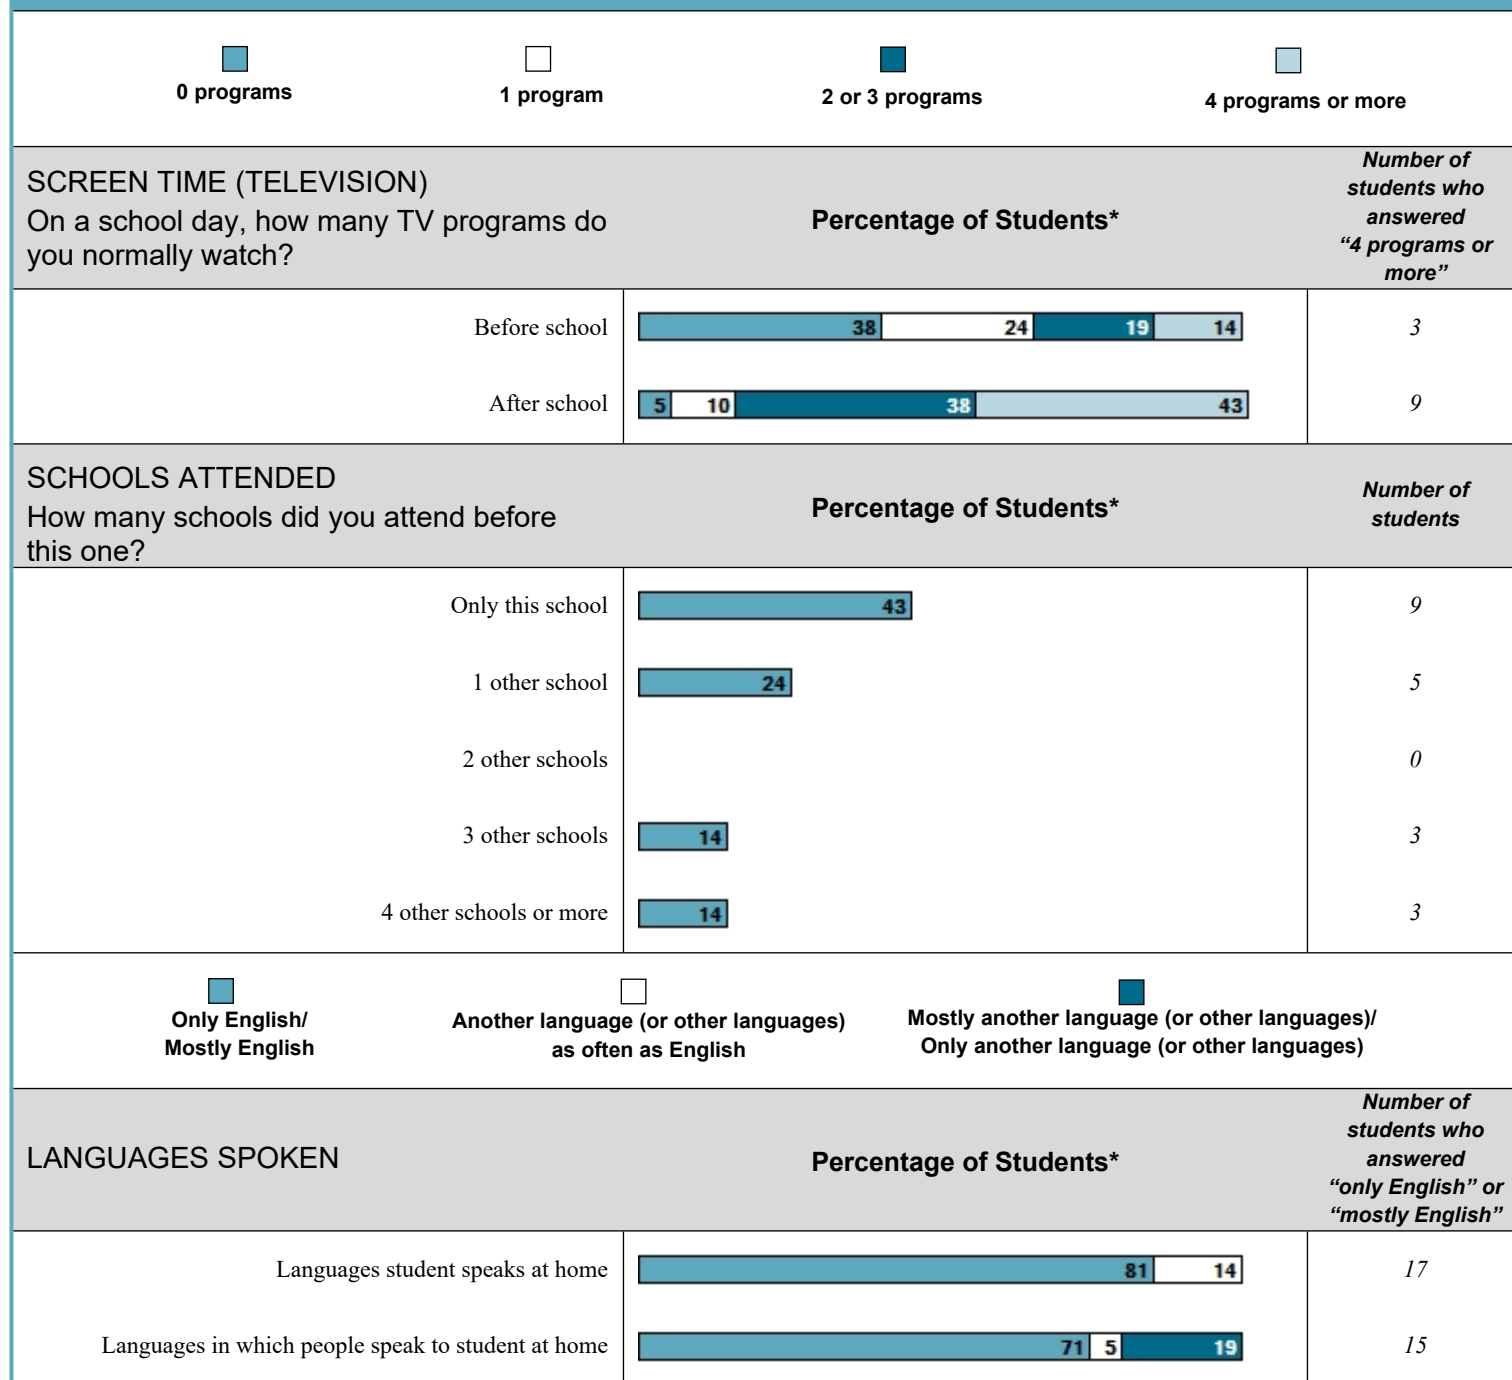 0 programs
1 program
2 or 3 programs
4 programs or more
SCREEN TIME (TELEVISION)
On a school day, how many TV programs do
you normally watch?
Percentage of Students*
Number of
students who
answered
“4 programs or
more”
Before school
38 24 19 14
3
After school
5 10 38 43
9
SCHOOLS ATTENDED
How many schools did you attend before
this one?
Percentage of Students*
Number of
students
Only this school
43
9
1 other school
24
5
2 other schools
0
3 other schools
14
3
4 other schools or more
14
3
Only English/
Mostly English
Another language (or other languages)
as often as English
Mostly another language (or other languages)/
Only another language (or other languages)
LANGUAGES SPOKEN
Percentage of Students*
Number of
students who
answered
“only English” or
“mostly English”
Languages student speaks at home
81 14
17
Languages in which people speak to student at home
71 5 19
15